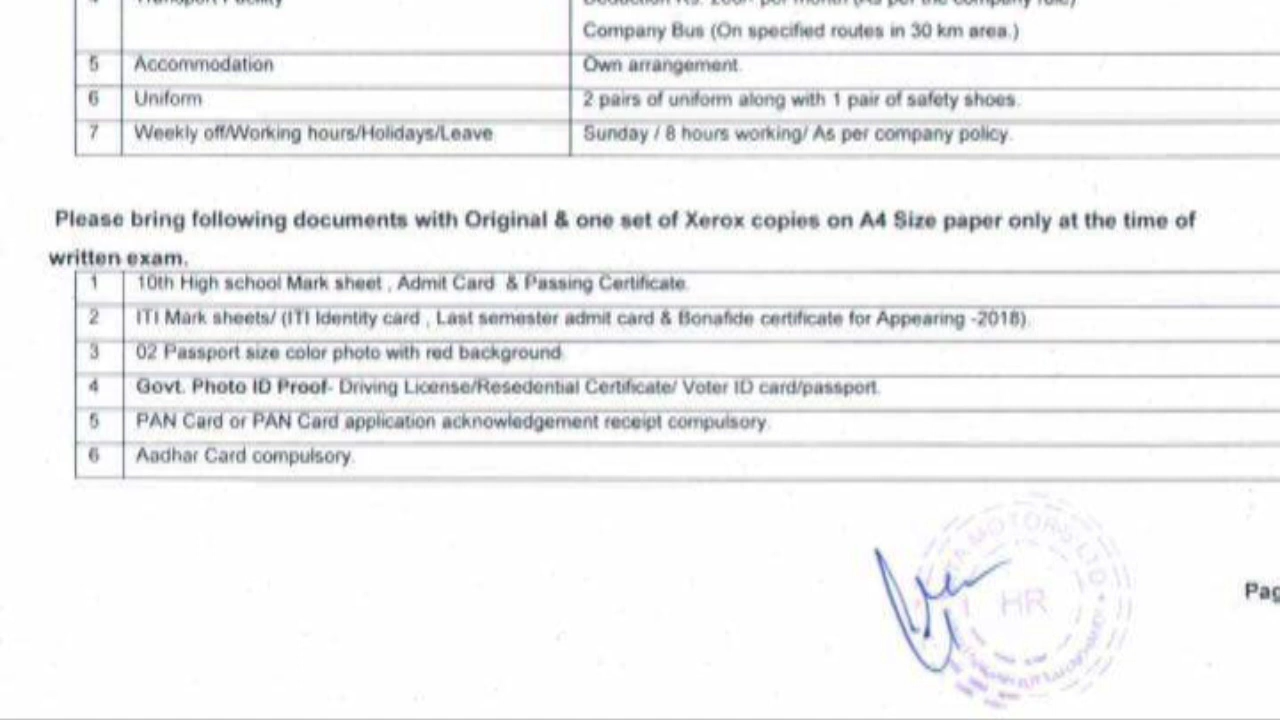 Company Bus (On specified routes in 30 km area.)
5 Accommodation Own arrangement.
6 Uniform 2 pairs of uniform along with 1 pair of safety shoes.
7 Weekly off/Working hours/Holidays/Leave Sunday / 8 hours working/ As per company policy.
Please bring following documents with Original & one set of Xerox copies on A4 Size paper only at the time of
written exam.
1 10th High school Mark sheet , Admit Card & Passing Certificate.
2 ITI Mark sheets/ (ITI Identity card , Last semester admit card & Bonafide certificate for Appearing -2018).
3 02 Passport size color photo with red background.
4 Govt. Photo ID Proof- Driving License/Resedential Certificate/ Voter ID card/passport.
5 PAN Card or PAN Card application acknowledgement receipt compulsory.
6 Aadhar Card compulsory.
MOTORS LTD
HR
Pag